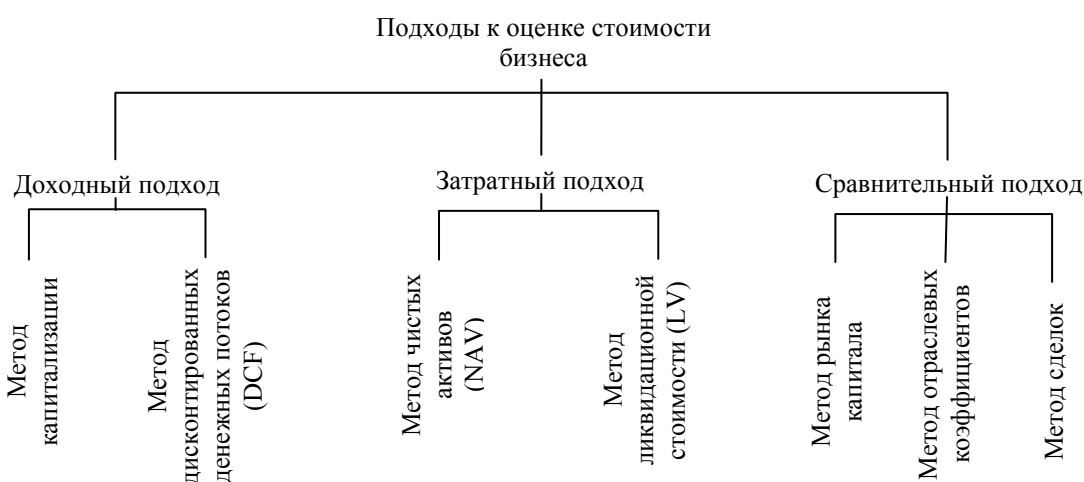 Подходы к оценке стоимости
бизнеса
Доходный подход
Затратный подход
Сравнительный подход
Метод
капитализации
Метод
дисконтированных
денежных потоков
(DCF)
Метод чистых
активов
(NAV)
Метод
ликвидационной
стоимости (LV)
Метод рынка
капитала
Метод отраслевых
коэффициентов
Метод сделок